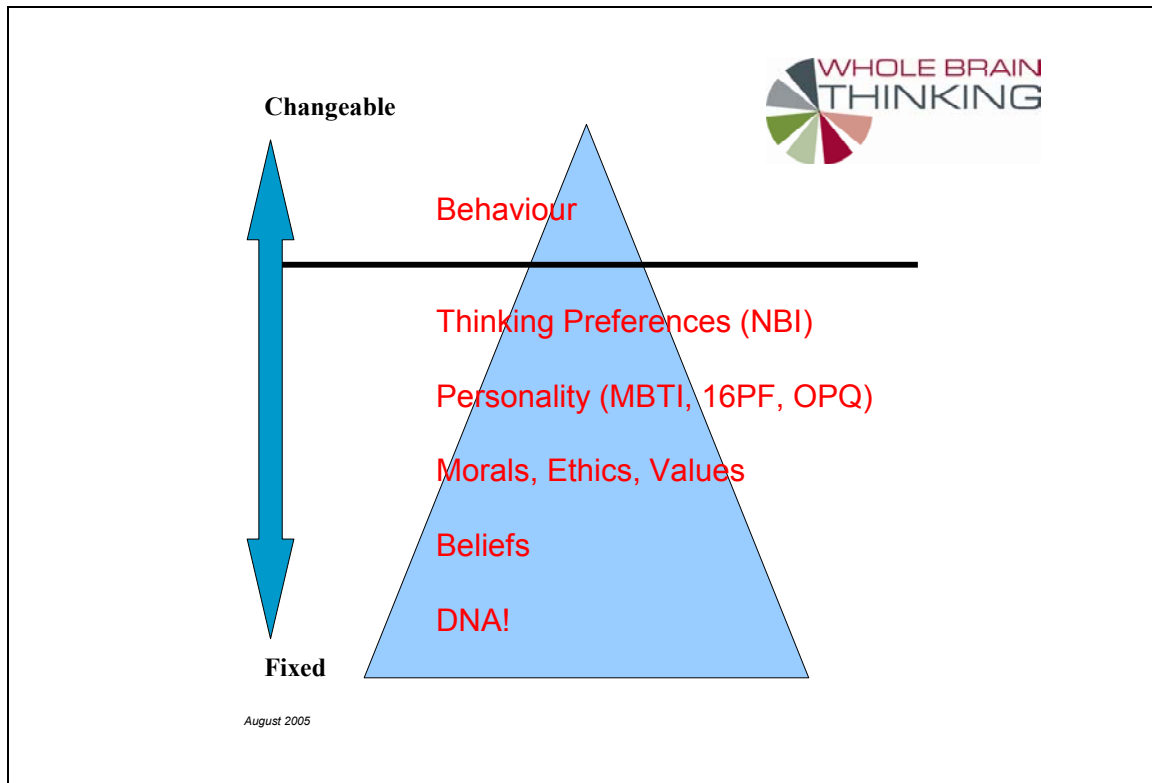 WHOLE BRAIN
THINKING
Changeable
Behaviour
Thinking Preferences (NBI)
Personality (MBTI, 16PF, OPQ)
Morals, Ethics, Values
Beliefs
DNA!
Fixed
August 2005